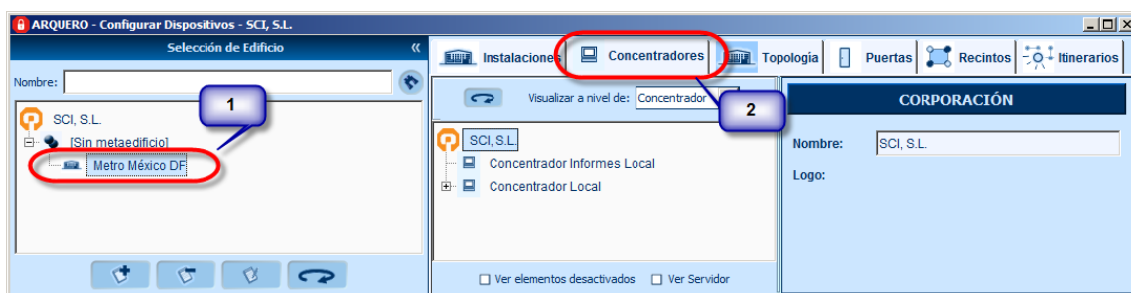 ARQUERO - Configurar Dispositivos - SCI, S.L.
Selección de Edificio
Nombre:
1
SCI, S.L.
[Sin metaedificio]
Metro México DF
Instalaciones
Concentradores
Topología
Puertas
Recintos
Itinerarios
Visualizar a nivel de: Concentrador
2
SCI, S.L.
Concentrador Informes Local
Concentrador Local
Ver elementos desactivados
Ver Servidor
CORPORACIÓN
Nombre: SCI, S.L.
Logo: